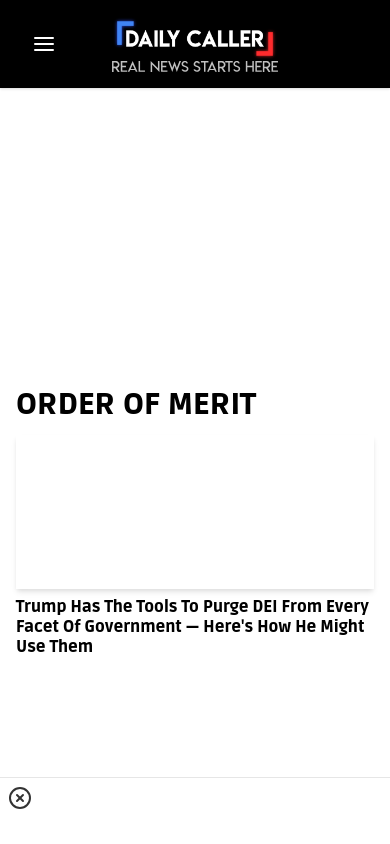 DAILY CALLER
REAL NEWS STARTS HERE
ORDER OF MERIT
Trump Has The Tools To Purge DEI From Every
Facet Of Government — Here's How He Might
Use Them